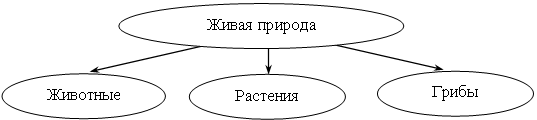 Живая природа
Животные
Растения
Грибы